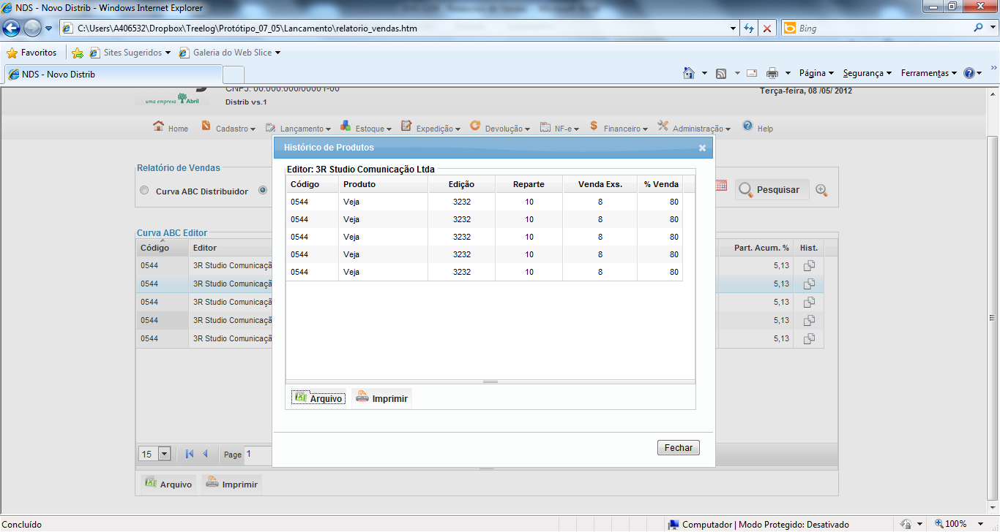 NDS - Novo Distrib - Windows Internet Explorer
C:\Users\A406532\Dropbox\Treelog\Protótipo_07_05\Lancamento\relatorio_vendas.htm
Bing
Favoritos Sites Sugeridos Galeria do Web Slice
NDS - Novo Distrib
Página Segurança Ferramentas
uma empresa Abril
CNPJ: 00.000.000/00001-00
Distrib vs.1
Terça-feira, 08 /05/ 2012
Home Cadastro Lançamento Estoque Expedição Devolução NF-e Financeiro Administração Help
Histórico de Produtos
Relatório de Vendas
Curva ABC Distribuidor
Pesquisar
Editor: 3R Studio Comunicação Ltda
Código Produto Edição Reparte Venda Exs. % Venda
0544 Veja 3232 10 8 80
0544 Veja 3232 10 8 80
0544 Veja 3232 10 8 80
0544 Veja 3232 10 8 80
0544 Veja 3232 10 8 80
Arquivo Imprimir
Fechar
Curva ABC Editor
Código Editor Part. Acum. % Hist.
0544 3R Studio Comunicaçã 5,13
0544 3R Studio Comunicaçã 5,13
0544 3R Studio Comunicaçã 5,13
0544 3R Studio Comunicaçã 5,13
0544 3R Studio Comunicaçã 5,13
15 Page 1
Arquivo Imprimir
Concluído
Computador | Modo Protegido: Desativado
100%